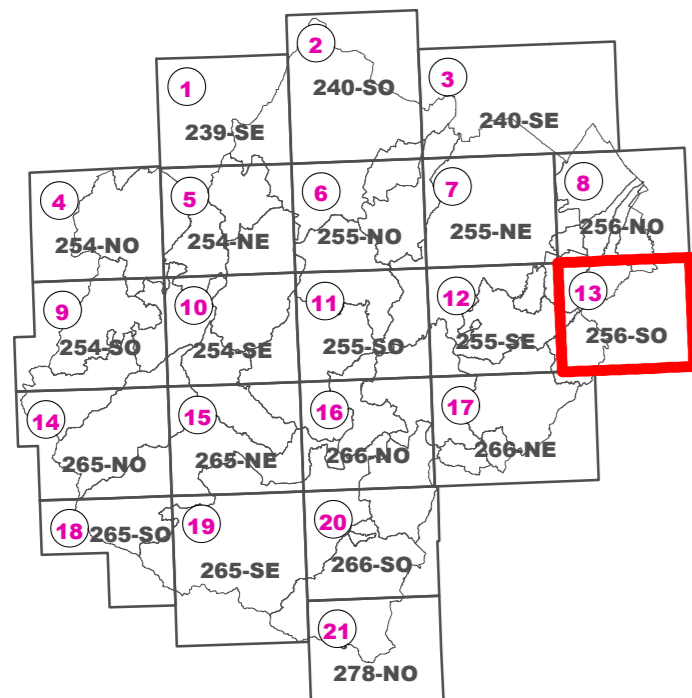 1
239-SE
2
240-SO
3
240-SE
4
254-NO
5
254-NE
6
255-NO
7
255-NE
8
256-NO
9
254-SO
10
254-SE
11
255-SO
12
255-SE
13
256-SO
14
265-NO
15
265-NE
16
266-NO
17
266-NE
18
265-SO
19
265-SE
20
266-SO
21
278-NO